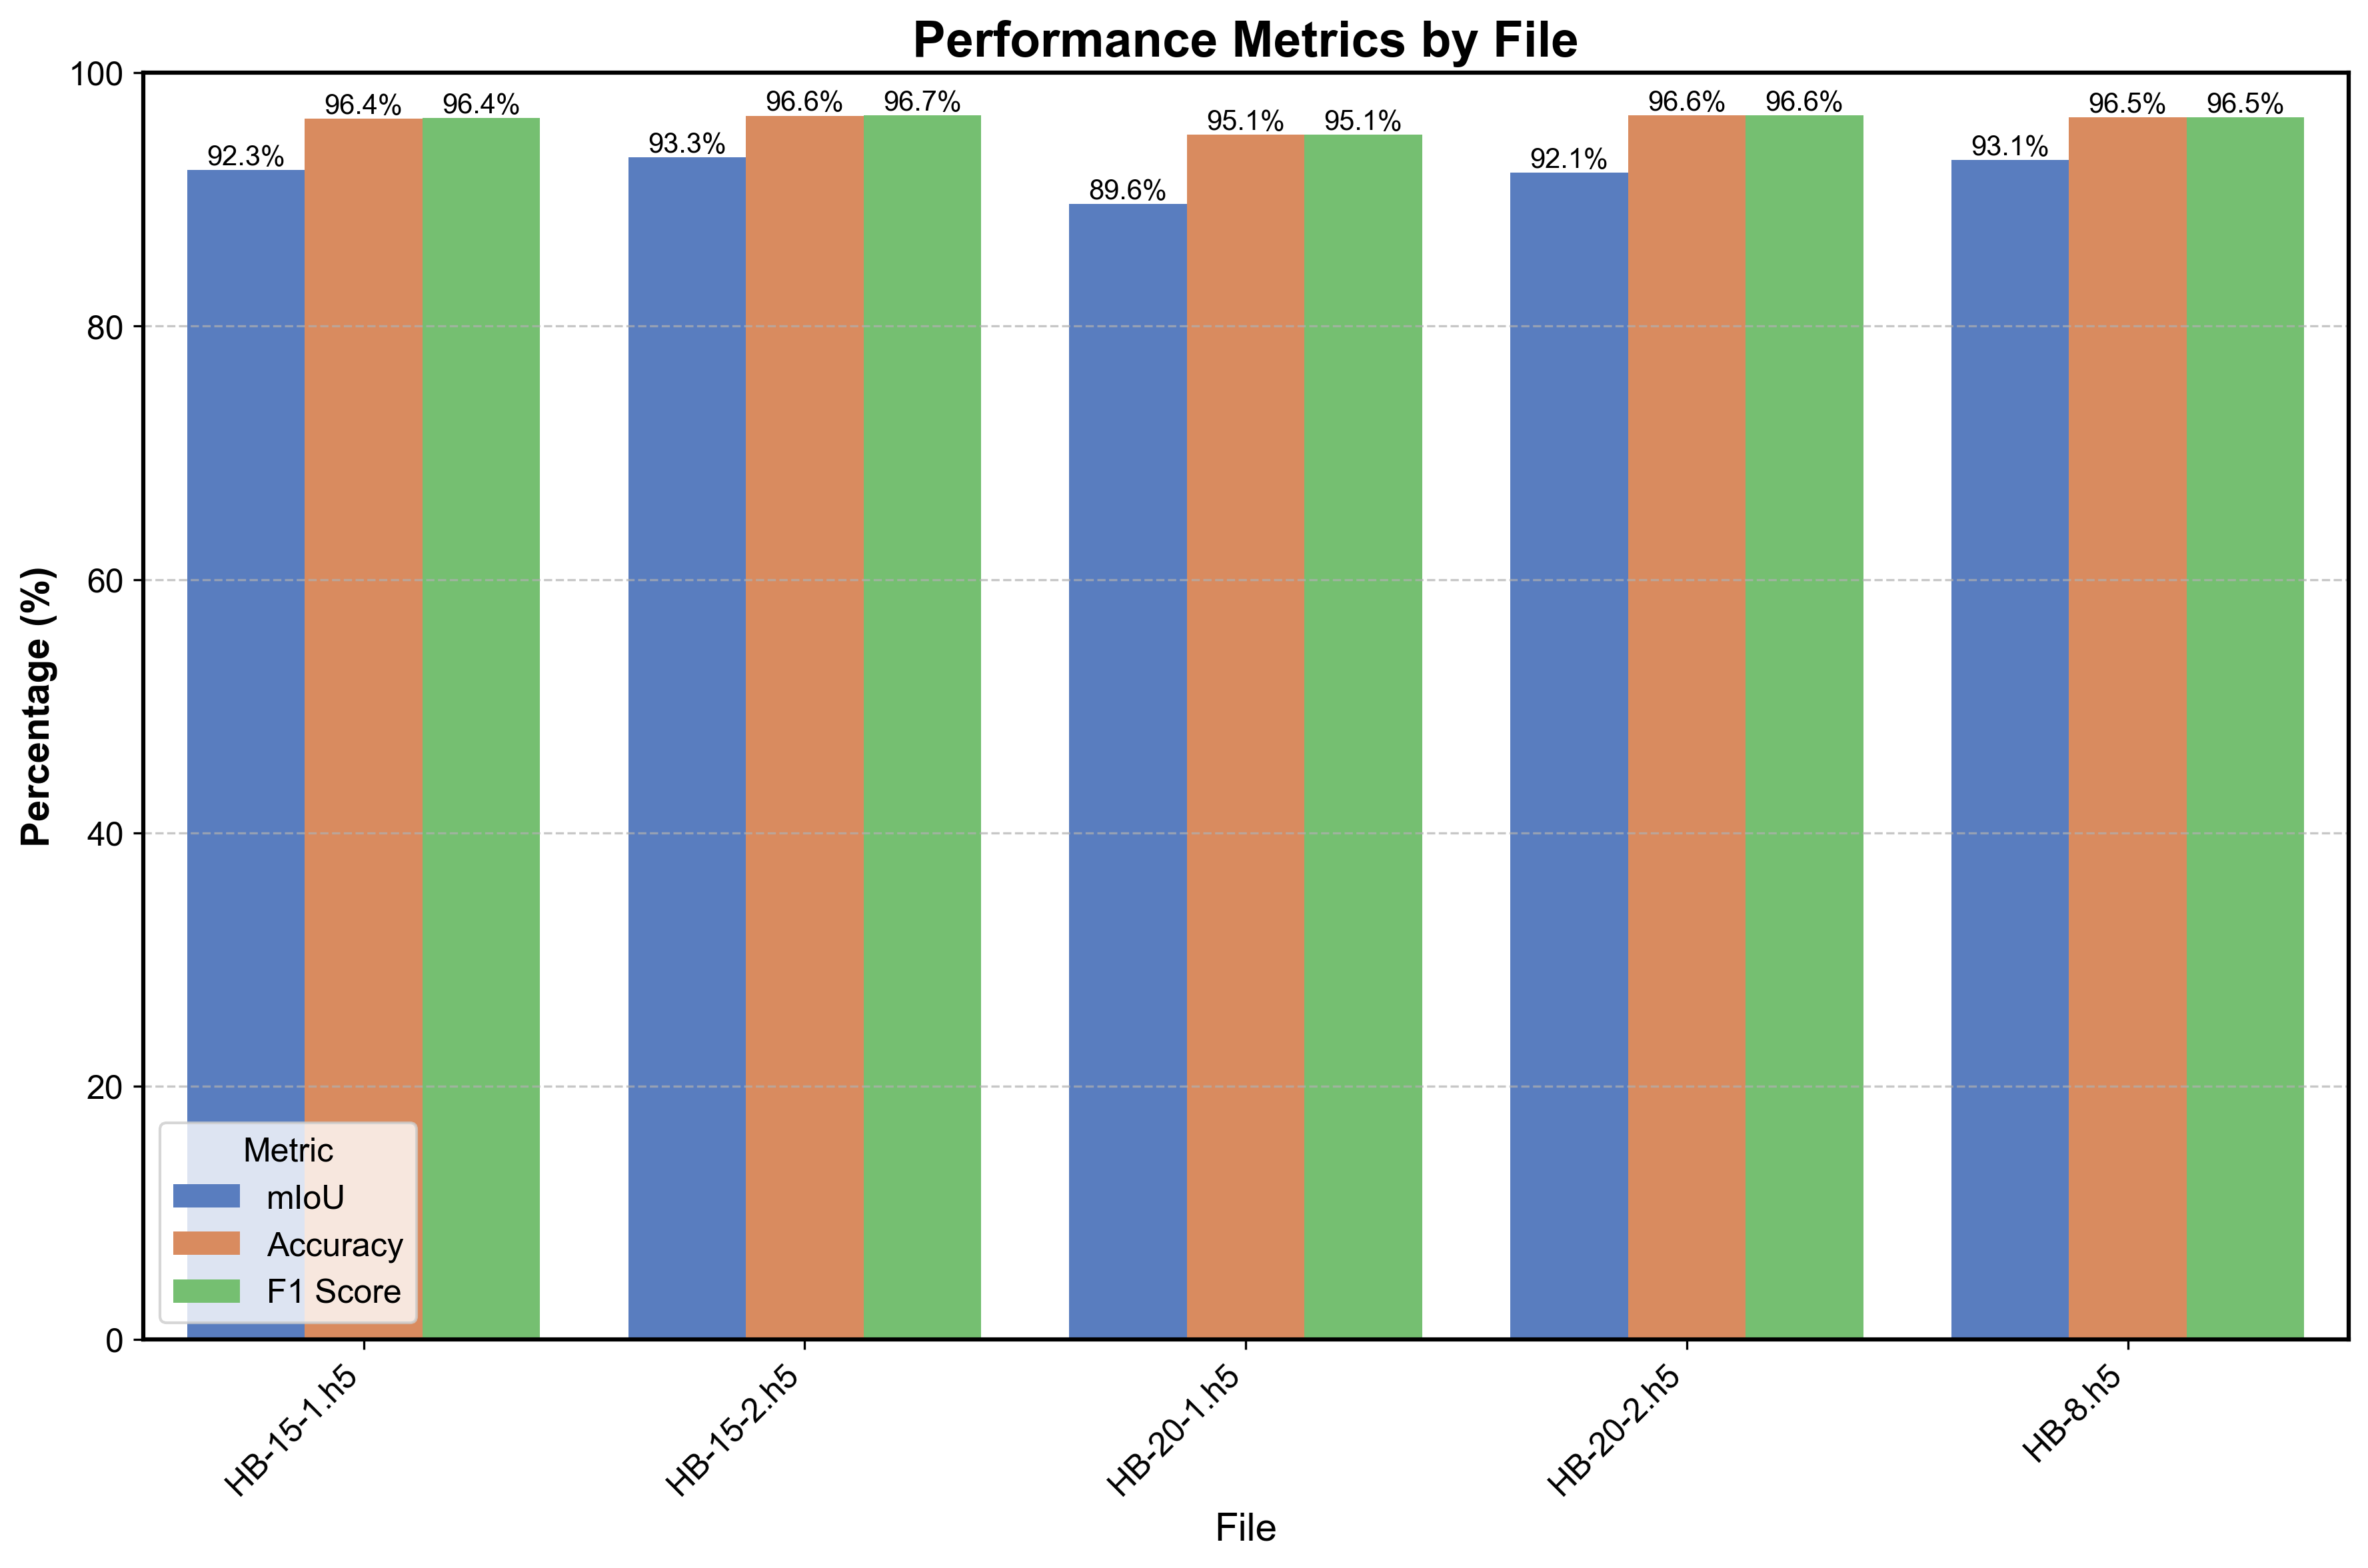 Performance Metrics by File
Percentage (%)
100
80
60
40
20
0
92.3%
96.4%
96.4%
93.3%
96.6%
96.7%
89.6%
95.1%
95.1%
92.1%
96.6%
96.6%
93.1%
96.5%
96.5%
Metric
mIoU
Accuracy
F1 Score
HB-15-1.h5
HB-15-2.h5
HB-20-1.h5
HB-20-2.h5
HB-8.h5
File